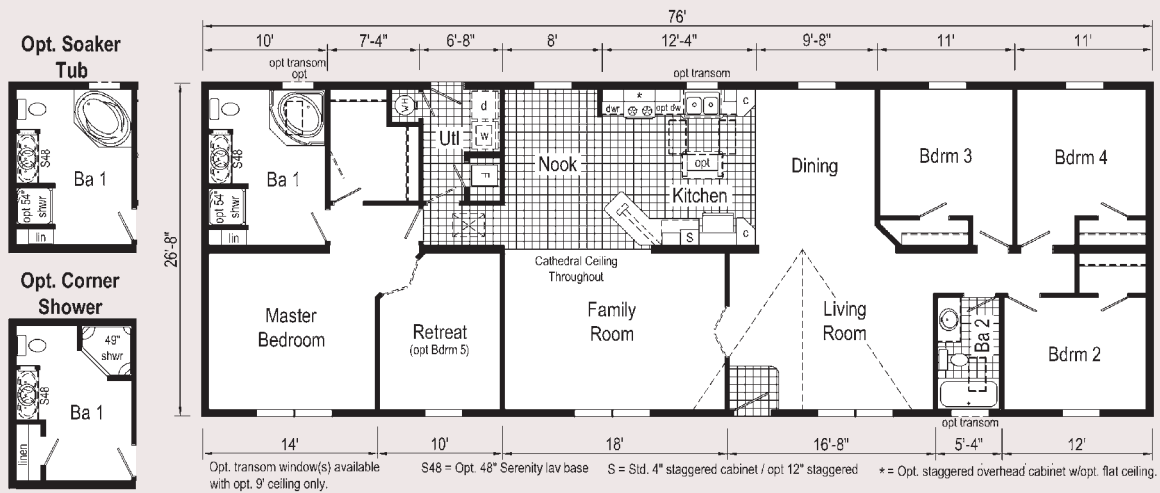 76'
10'
7'-4"
6'-8"
8'
12'-4"
9'-8"
11'
11'
Opt. Soaker
Tub
opt transom
opt
opt transom
S48
Ba 1
opt 54"
shwr
lin
S48
Ba 1
opt 54"
shwr
lin
WH
Utl
d
W
F
Nook
*
dwr
opt dw
c
opt
Kitchen
S
c
Dining
Bdrm 3
Bdrm 4
26'-8"
Cathedral Ceiling
Throughout
Opt. Corner
Shower
49"
shwr
S48
Ba 1
linen
Master
Bedroom
Retreat
(opt Bdrm 5)
Family
Room
Living
Room
Ba 2
Bdrm 2
opt transom
14'
10'
18'
16'-8"
5'-4"
12'
Opt. transom window(s) available
with opt. 9' ceiling only.
S48 = Opt. 48" Serenity lav base
S = Std. 4" staggered cabinet / opt 12" staggered
* = Opt. staggered overhead cabinet w/opt. flat ceiling.